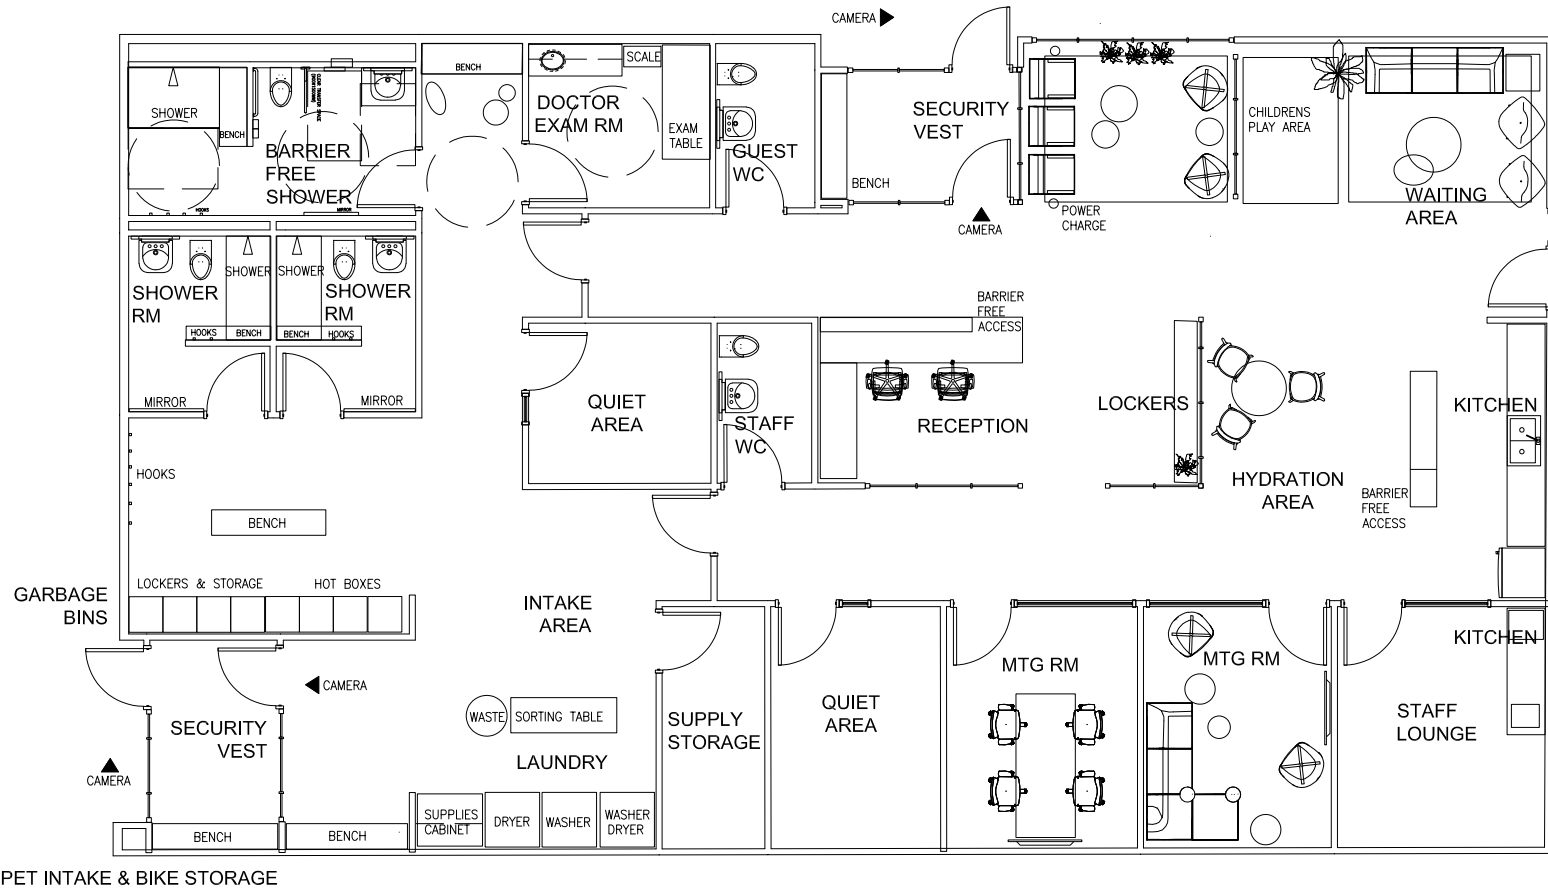 CAMERA
SCALE
BENCH
DOCTOR
EXAM RM
SHOWER
BENCH
EXAM
TABLE
SECURITY
VEST
CHILDRENS
PLAY AREA
BARRIER
FREE
SHOWER
GUEST
WC
BENCH
WAITING
AREA
HOOKS
MIRROR
POWER
CHARGE
CAMERA
SHOWER
SHOWER
SHOWER
RM
SHOWER
RM
HOOKS
BENCH
BENCH
HOOKS
BARRIER
FREE
ACCESS
MIRROR
MIRROR
QUIET
AREA
STAFF
WC
RECEPTION
LOCKERS
KITCHEN
HOOKS
HYDRATION
AREA
BARRIER
FREE
ACCESS
BENCH
LOCKERS & STORAGE
HOT BOXES
GARBAGE
BINS
INTAKE
AREA
KITCHEN
MTG RM
MTG RM
CAMERA
SECURITY
VEST
WASTE
SORTING TABLE
SUPPLY
STORAGE
QUIET
AREA
STAFF
LOUNGE
LAUNDRY
CAMERA
SUPPLIES
CABINET
DRYER
WASHER
WASHER
DRYER
BENCH
BENCH
PET INTAKE & BIKE STORAGE